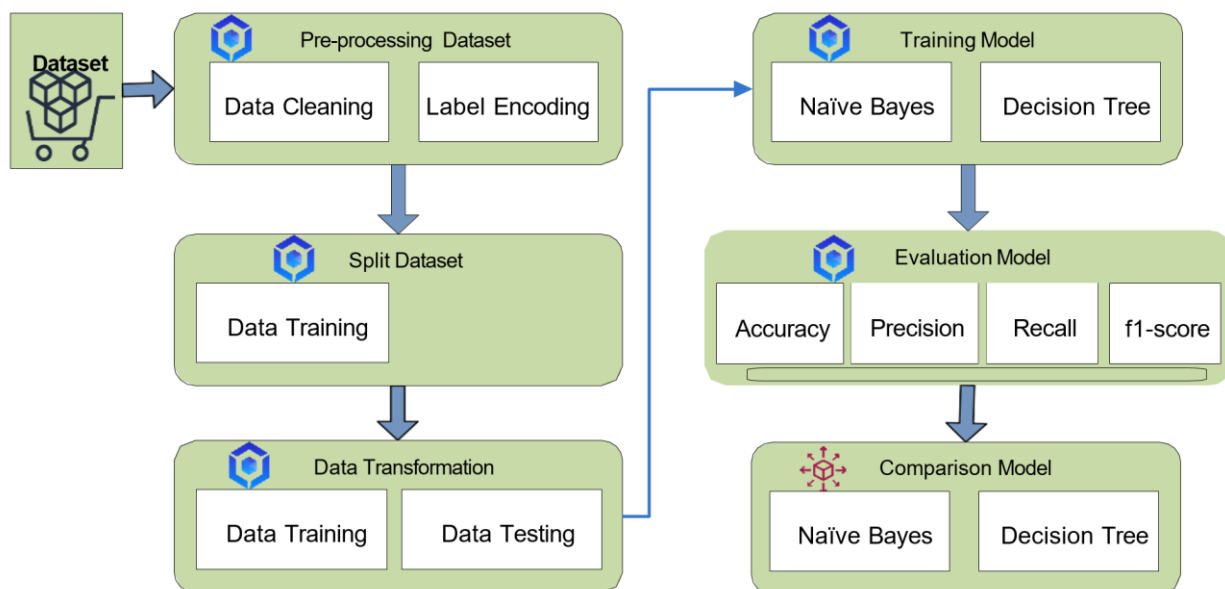 Dataset
Pre-processing Dataset
Data Cleaning
Label Encoding
Split Dataset
Data Training
Data Transformation
Data Training
Data Testing
Training Model
Naïve Bayes
Decision Tree
Evaluation Model
Accuracy
Precision
Recall
f1-score
Comparison Model
Naïve Bayes
Decision Tree